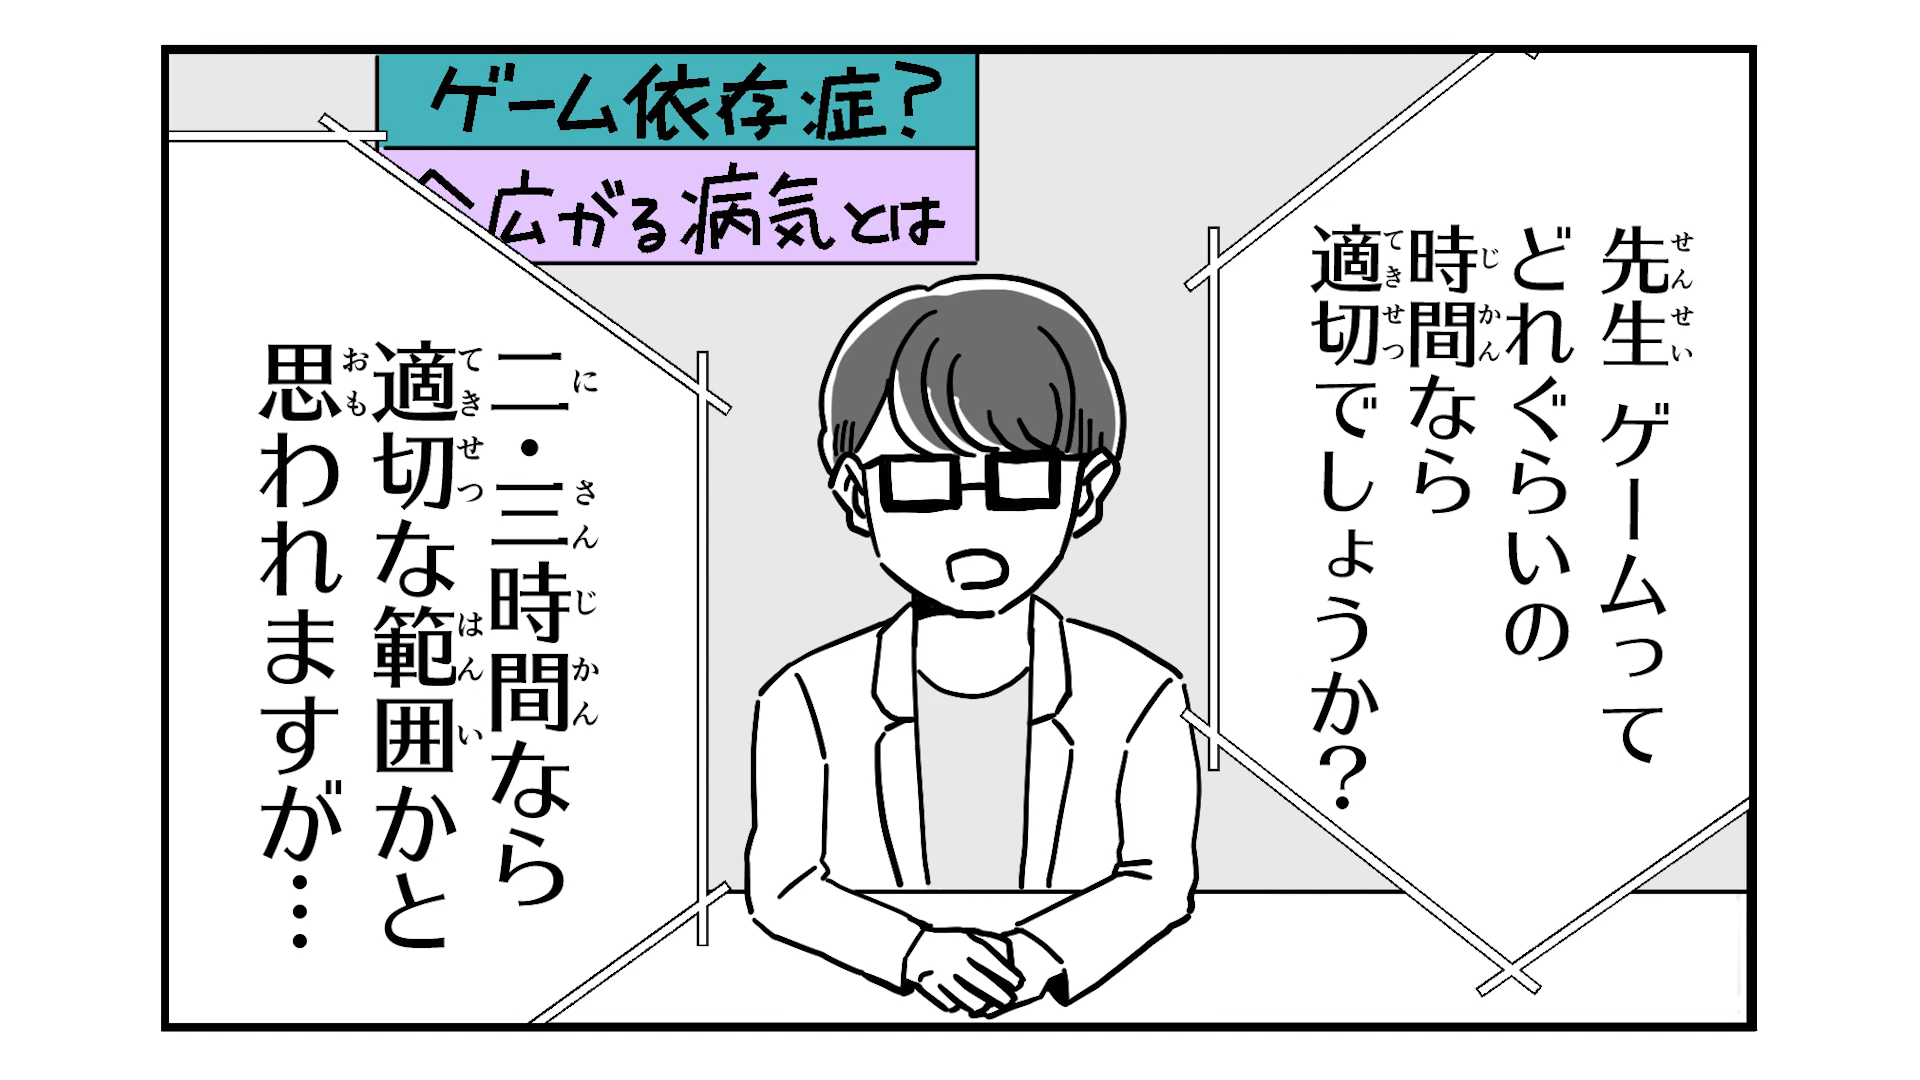 ゲーム依存症?
へ広がる病気とは
先生 ゲームって
どれぐらいの
時間なら
適切でしょうか?
二・三時間なら
適切な範囲かと
思われますが…